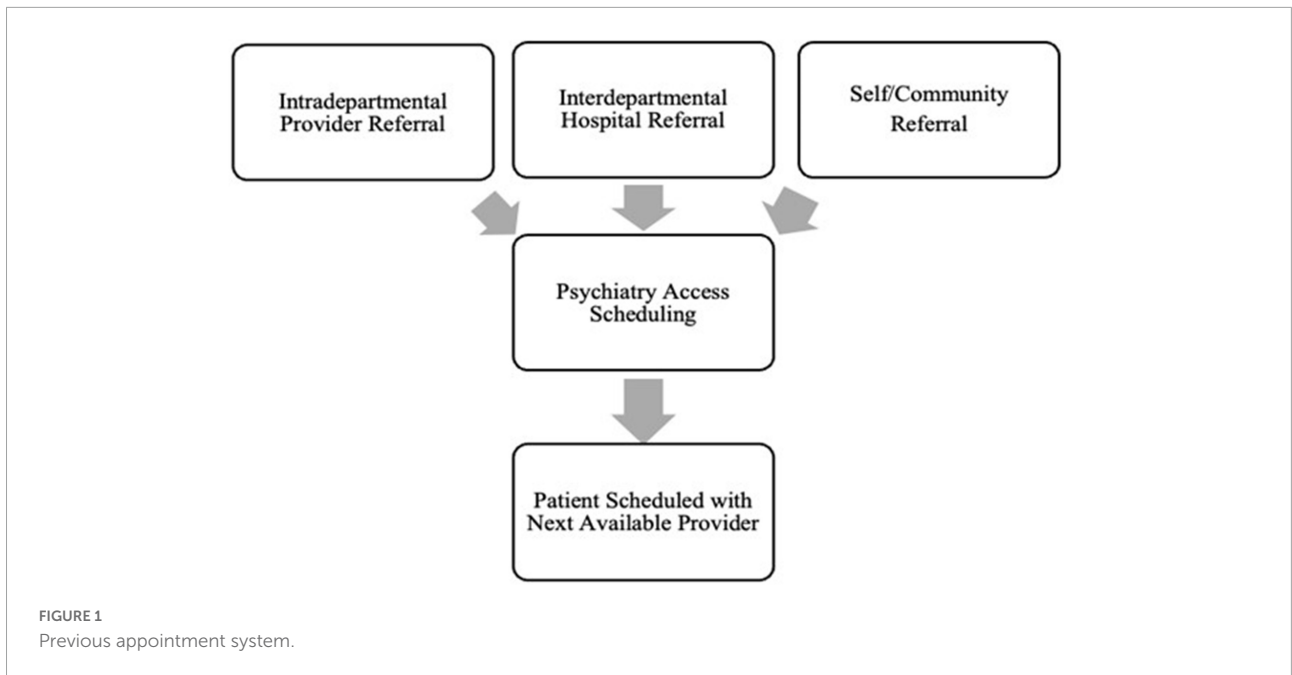 Intradepartmental
Provider Referral
Interdepartmental
Hospital Referral
Self/Community
Referral
Psychiatry Access
Scheduling
Patient Scheduled with
Next Available Provider
FIGURE 1
Previous appointment system.